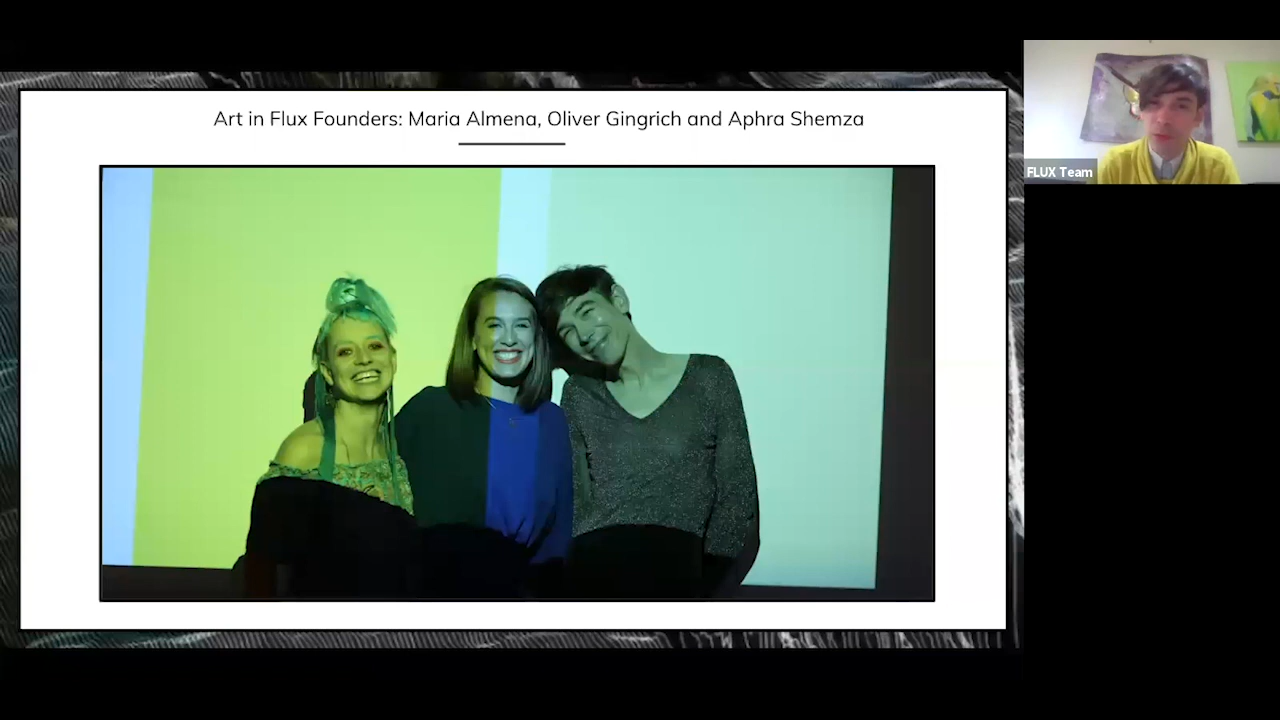 Art in Flux Founders: Maria Almena, Oliver Gingrich and Aphra Shemza
FLUX Team